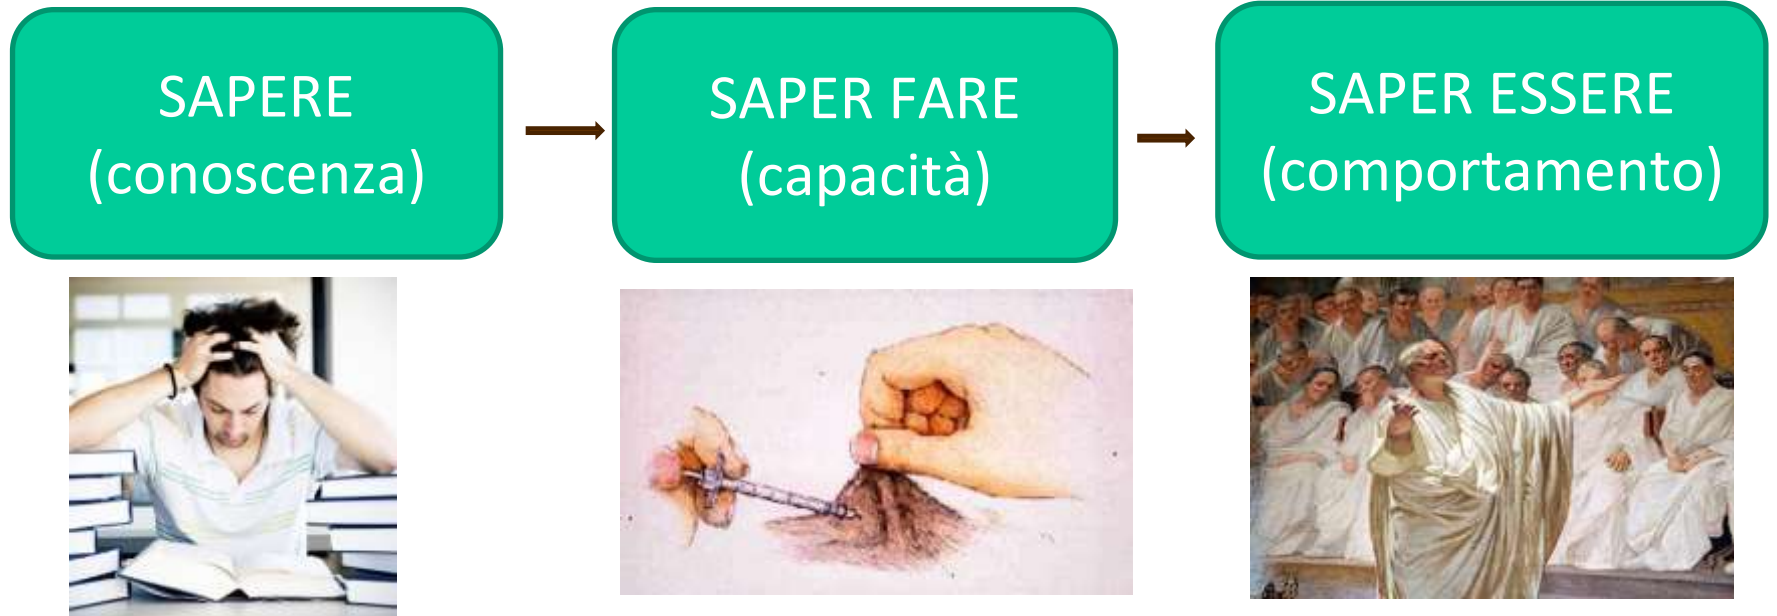 SAPERE
(conoscenza)
SAPER FARE
(capacità)
SAPER ESSERE
(comportamento)